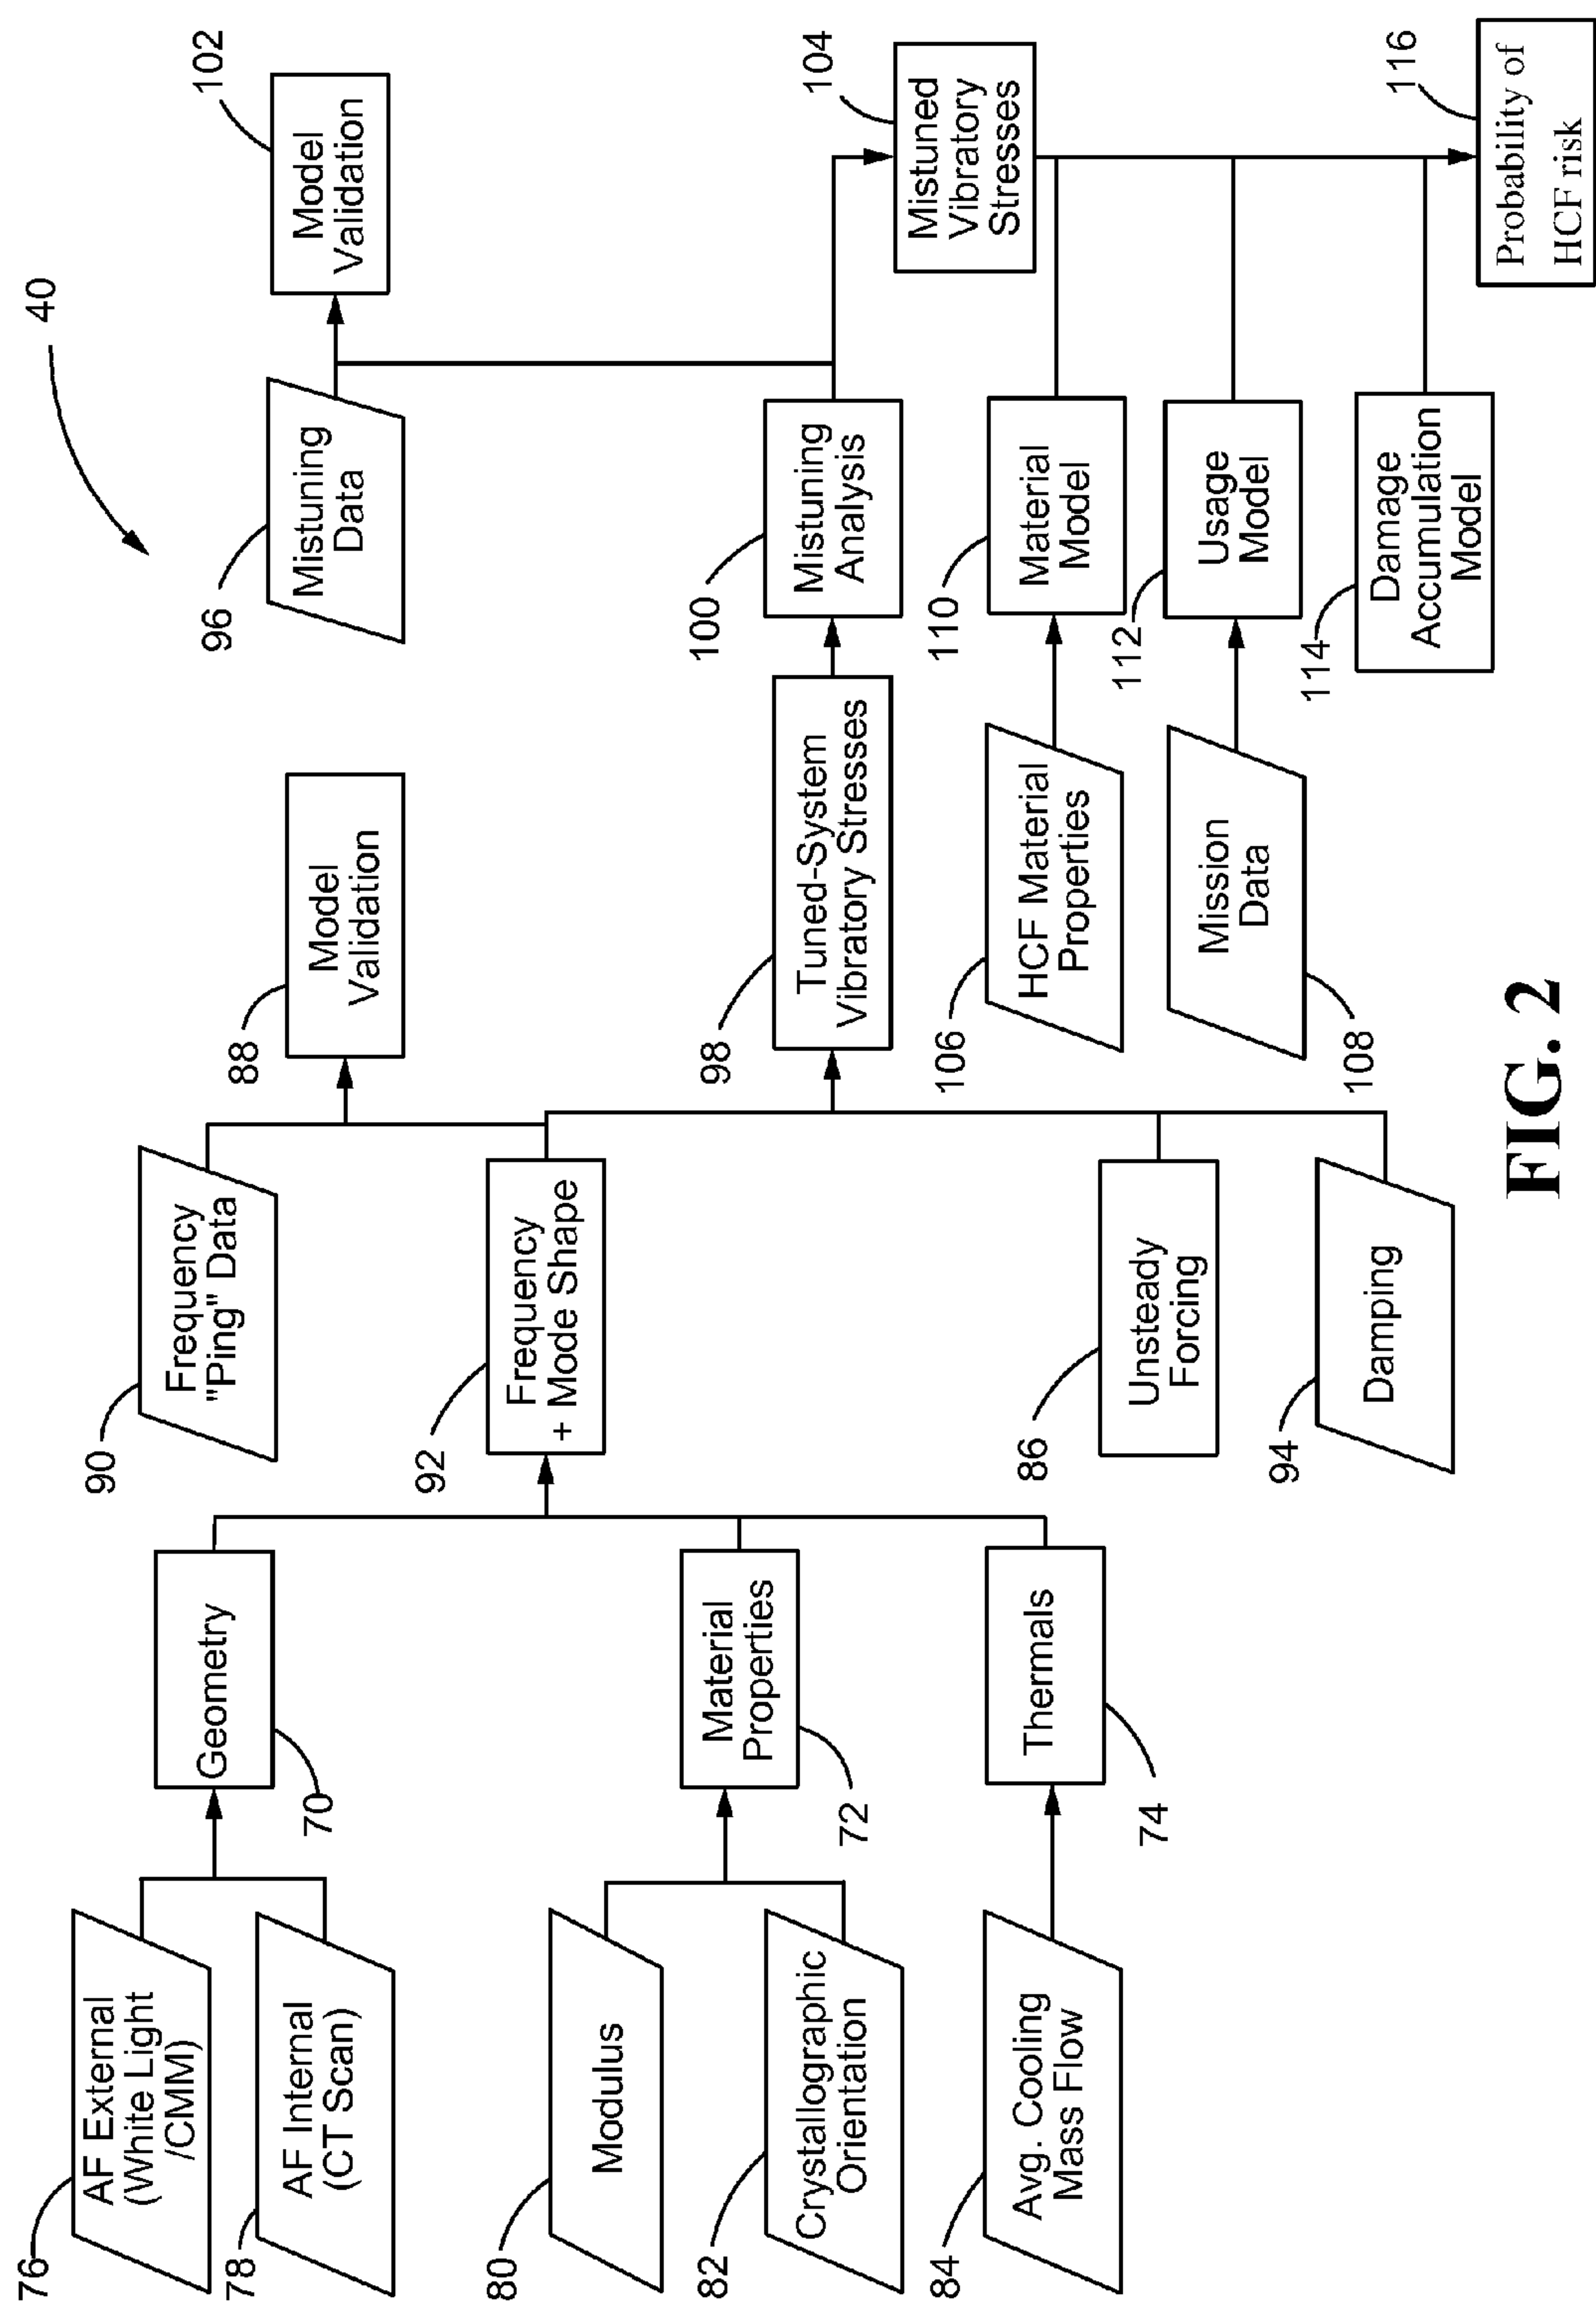 40
76
AF External
(White Light
/CMM)
78
AF Internal
(CT Scan)
Geometry
70
80
Modulus
82
Crystallographic
Orientation
Material
Properties
72
84
Avg. Cooling
Mass Flow
Thermals
74
90
Frequency
"Ping" Data
92
Frequency
+ Mode Shape
86
Unsteady
Forcing
94
Damping
88
Model
Validation
98
Tuned-System
Vibratory Stresses
106
HCF Material
Properties
108
Mission
Data
96
Mistuning
Data
100
Mistuning
Analysis
110
Material
Model
112
Usage
Model
114
Damage
Accumulation
Model
102
Model
Validation
104
Mistuned
Vibratory
Stresses
116
Probability of
HCF risk
FIG. 2